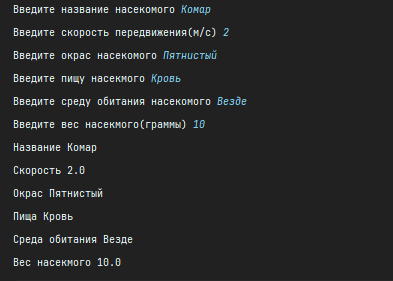 Введите название насекомого Комар
Введите скорость передвижения(м/с) 2
Введите окрас насекомого Пятнистый
Введите пищу насекмого Кровь
Введите среду обитания насекомого Везде
Введите вес насекмого(граммы) 10
Название Комар
Скорость 2.0
Окрас Пятнистый
Пища Кровь
Среда обитания Везде
Вес насекмого 10.0